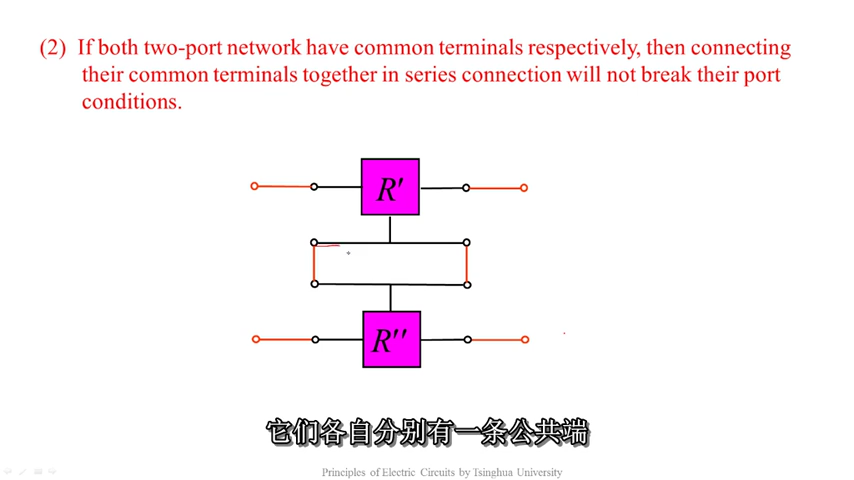 (2) If both two-port network have common terminals respectively, then connecting
their common terminals together in series connection will not break their port
conditions.
R′
R′′
它们各自分别有一条公共端
Principles of Electric Circuits by Tsinghua University